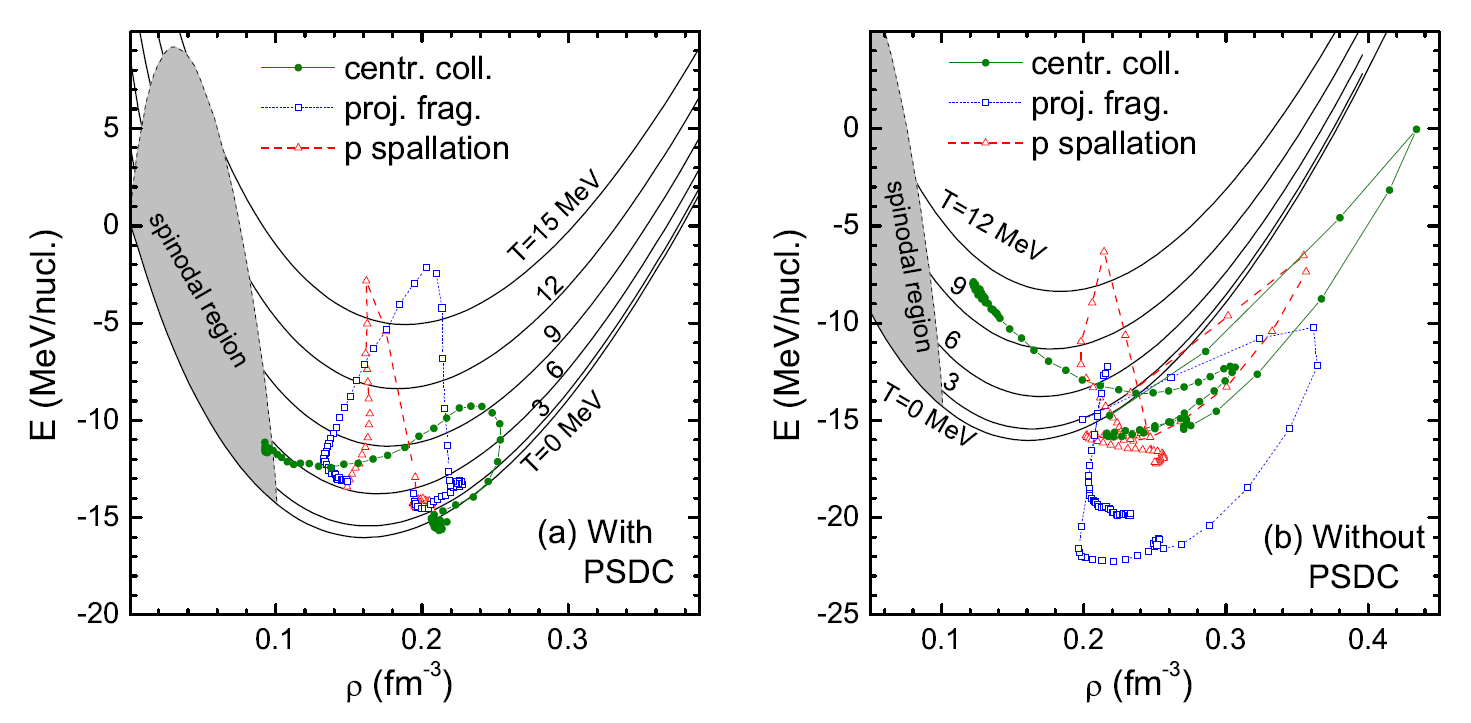 centr. coll.
proj. frag.
p spallation
5
0
-5
-10
-15
-20
E (MeV/nucl.)
spinodal region
T=15 MeV
12
9
6
3
T=0 MeV
(a) With
PSDC
0.1
0.2
0.3
ρ (fm⁻³)
centr. coll.
proj. frag.
p spallation
0
-5
-10
-15
-20
-25
E (MeV/nucl.)
spinodal region
T=12 MeV
9
6
3
T=0 MeV
(b) Without
PSDC
0.1
0.2
0.3
0.4
ρ (fm⁻³)